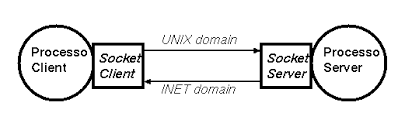 Processo
Client
Socket
Client
UNIX domain
INET domain
Socket
Server
Processo
Server